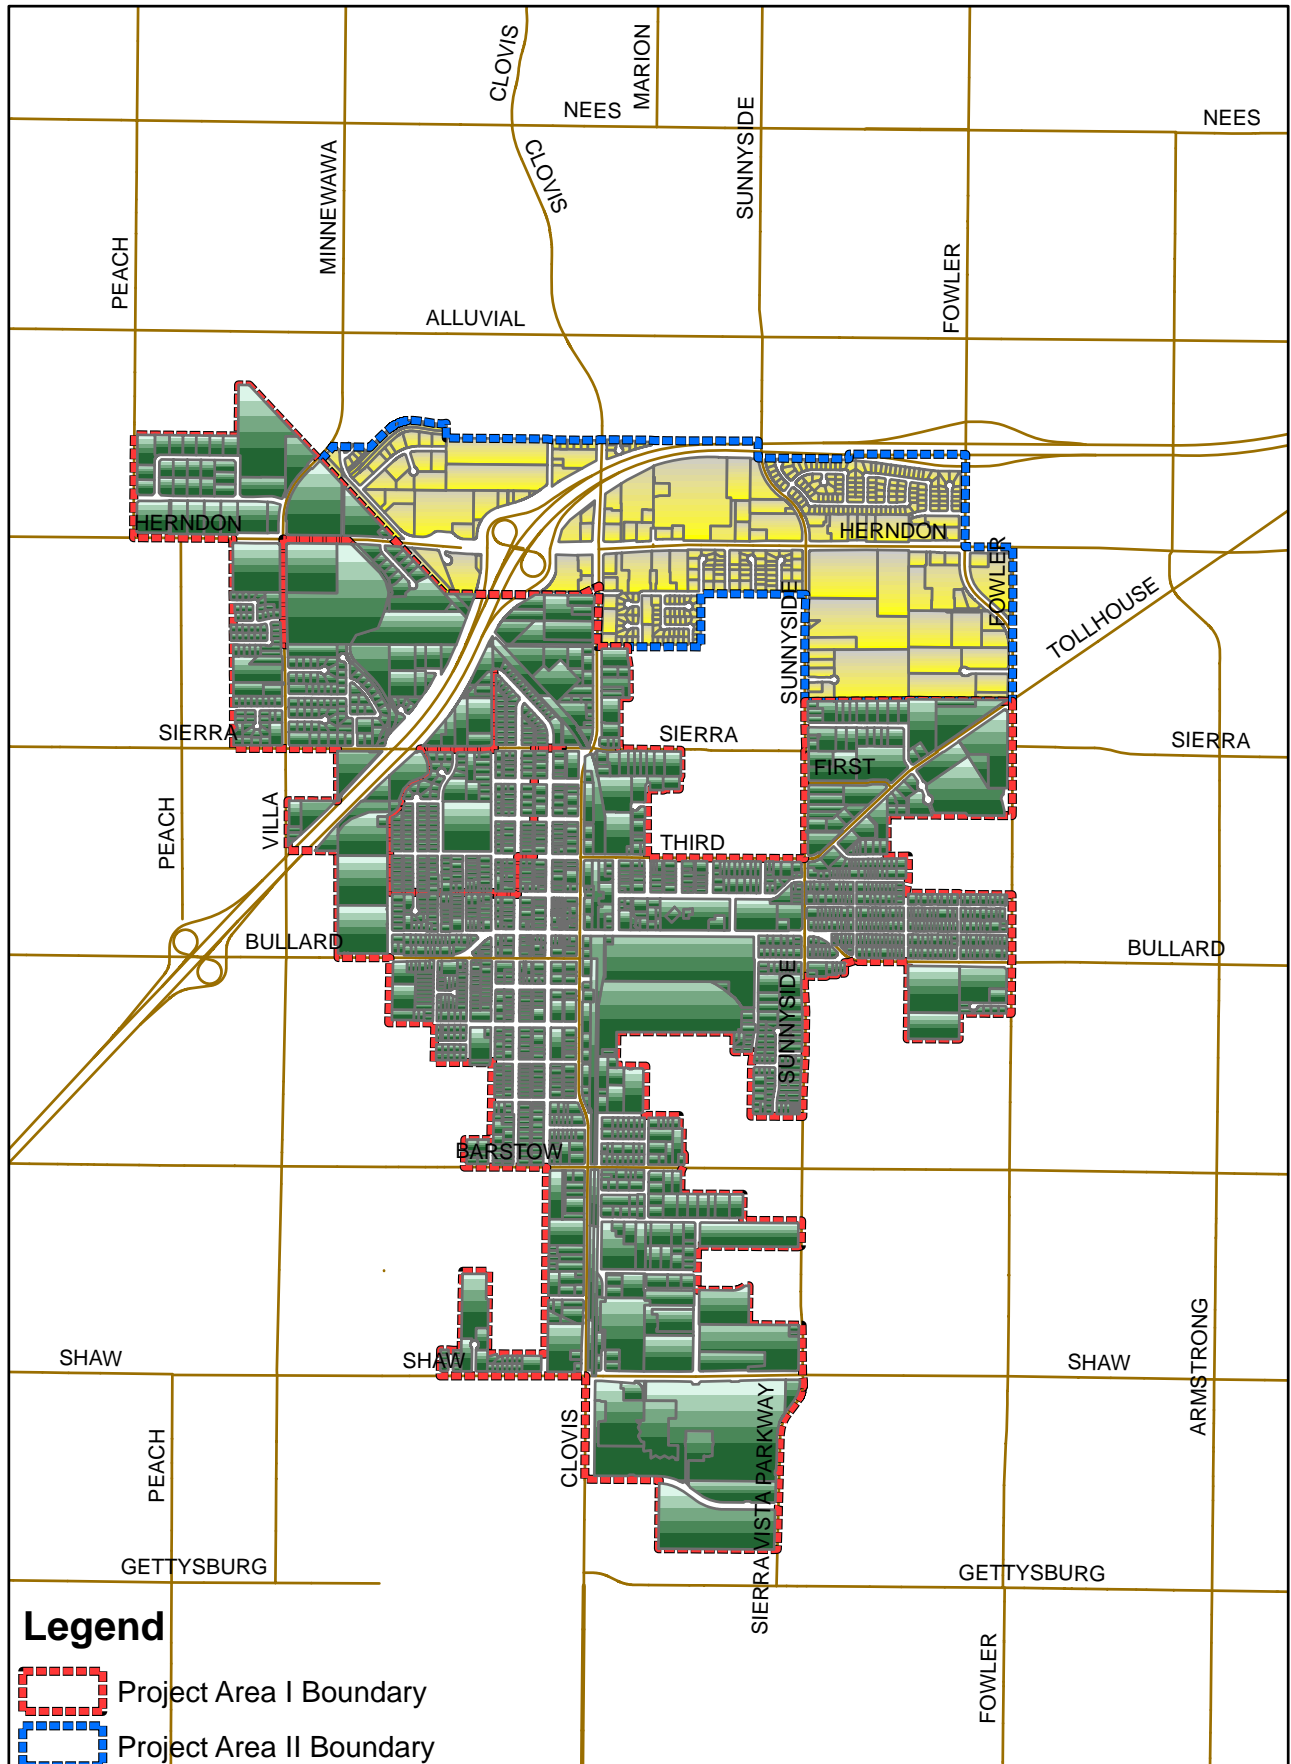 CLOVIS
MARION
NEES
NEES
SUNNYSIDE
CLOVIS
MINNEWAWA
PEACH
FOWLER
ALLUVIAL
HERNDON
HERNDON
FOWLER
TOLLHOUSE
SUNNYSIDE
SIERRA
SIERRA
SIERRA
FIRST
PEACH
VILLA
THIRD
BULLARD
BULLARD
SUNNYSIDE
BARSTOW
SHAW
SHAW
SHAW
ARMSTRONG
CLOVIS
PEACH
SIERRA VISTA PARKWAY
GETTYSBURG
GETTYSBURG
FOWLER
Legend
Project Area I Boundary
Project Area II Boundary